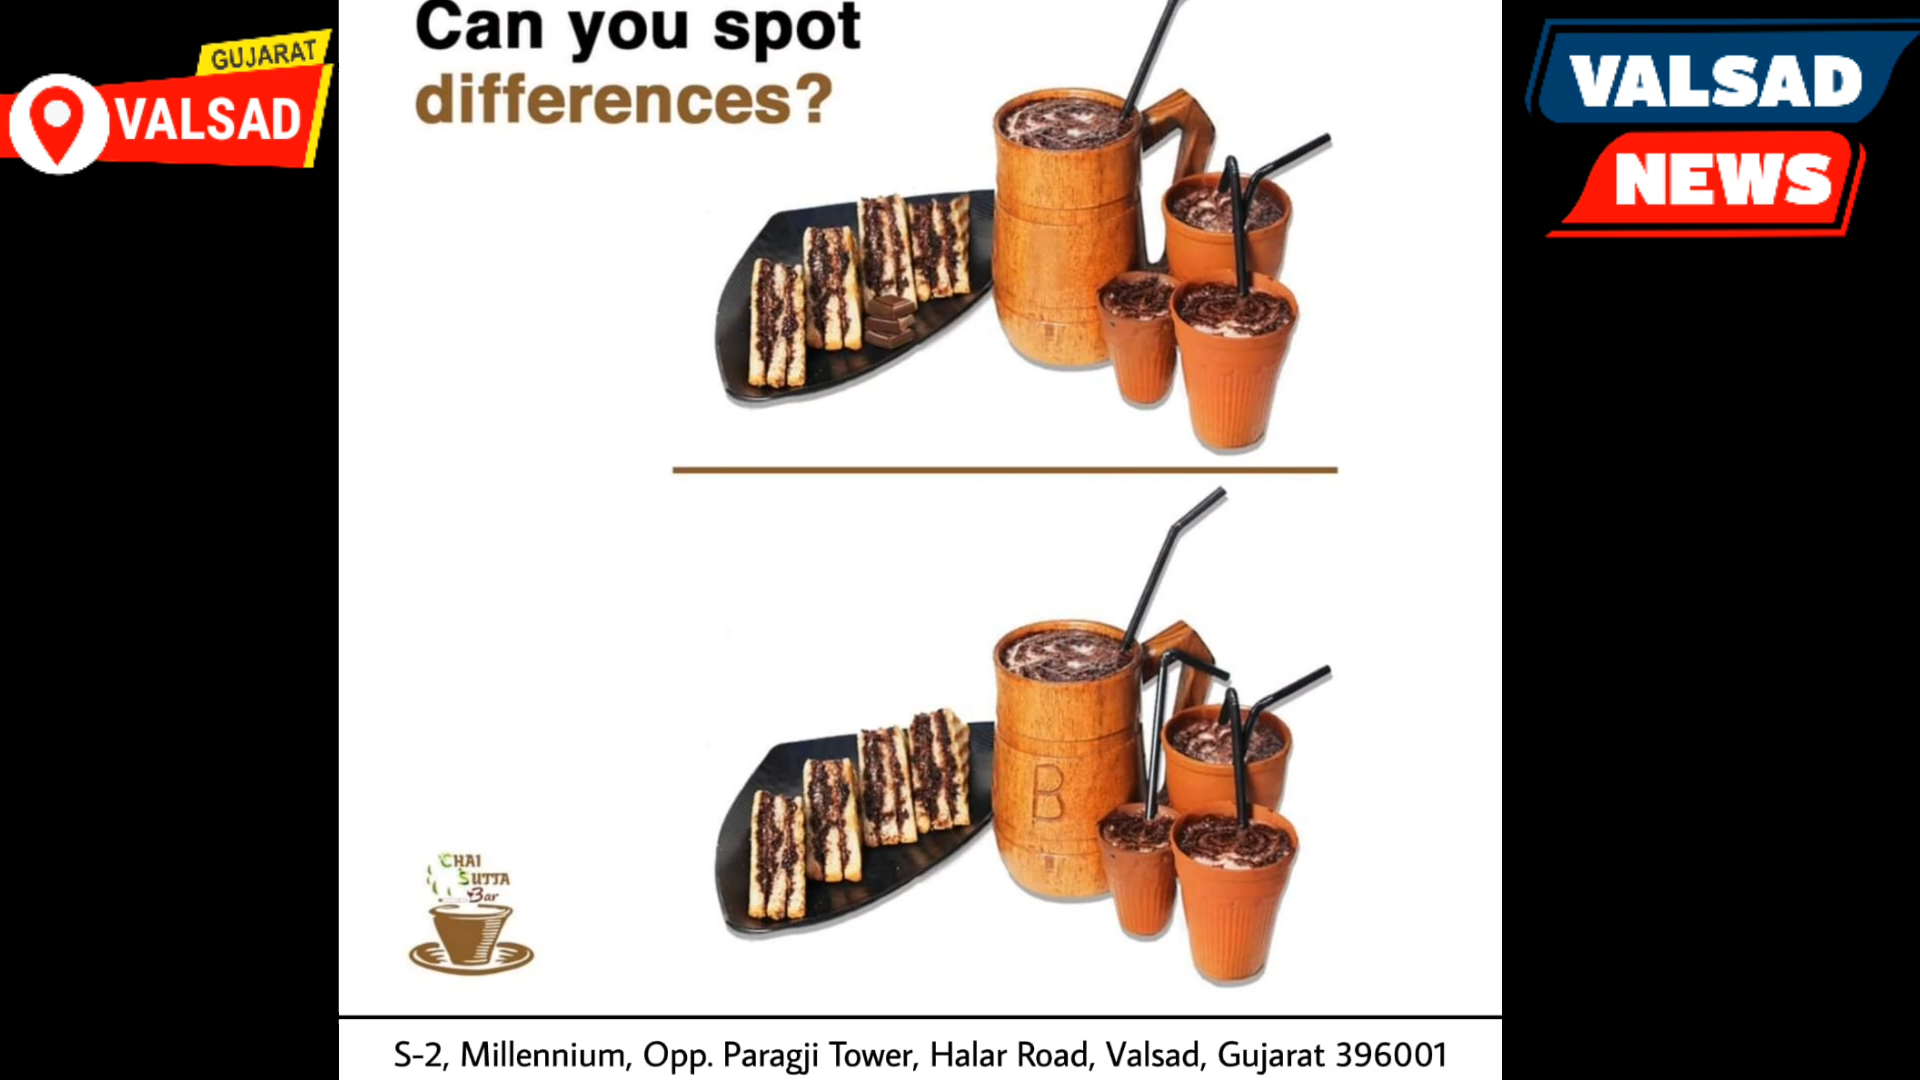 GUJARAT
VALSAD
Can you spot
differences?
VALSAD
NEWS
B
CHAI
SUTTA
Bar
S-2, Millennium, Opp. Paragji Tower, Halar Road, Valsad, Gujarat 396001